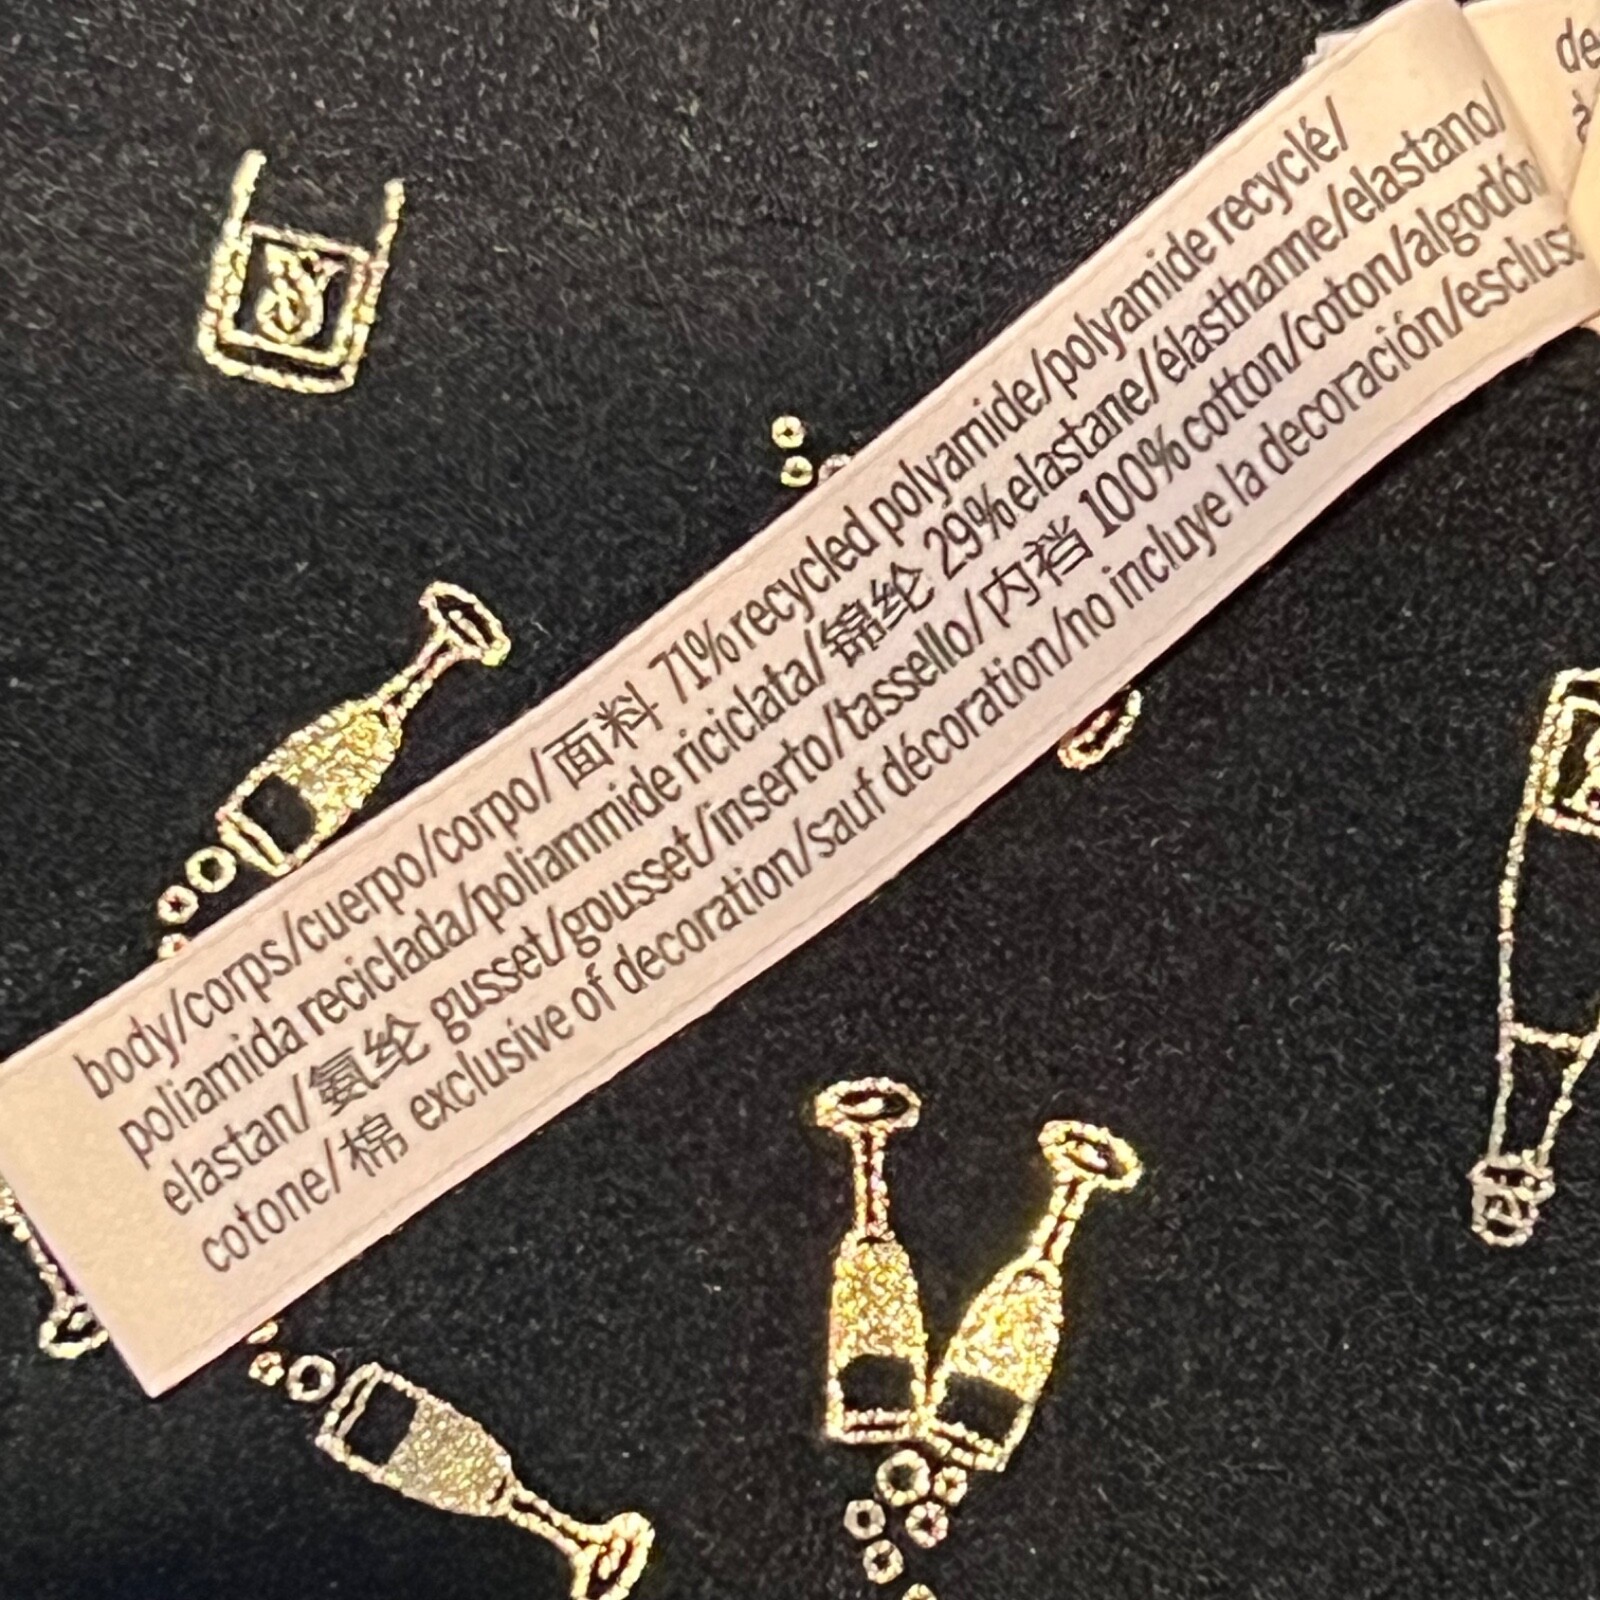 body/corps/cuerpo/corpo/面料 71% recycled polyamide/polyamide recyclé/
poliamida reciclada/poliammide riciclata/锦纶 29% elastane/élasthanne/elastano/
elastan/氨纶 gusset/gousset/inserto/tassello/内裆 100% cotton/coton/algodón
cotone/棉 exclusive of decoration/sauf décoration/no incluye la decoración/